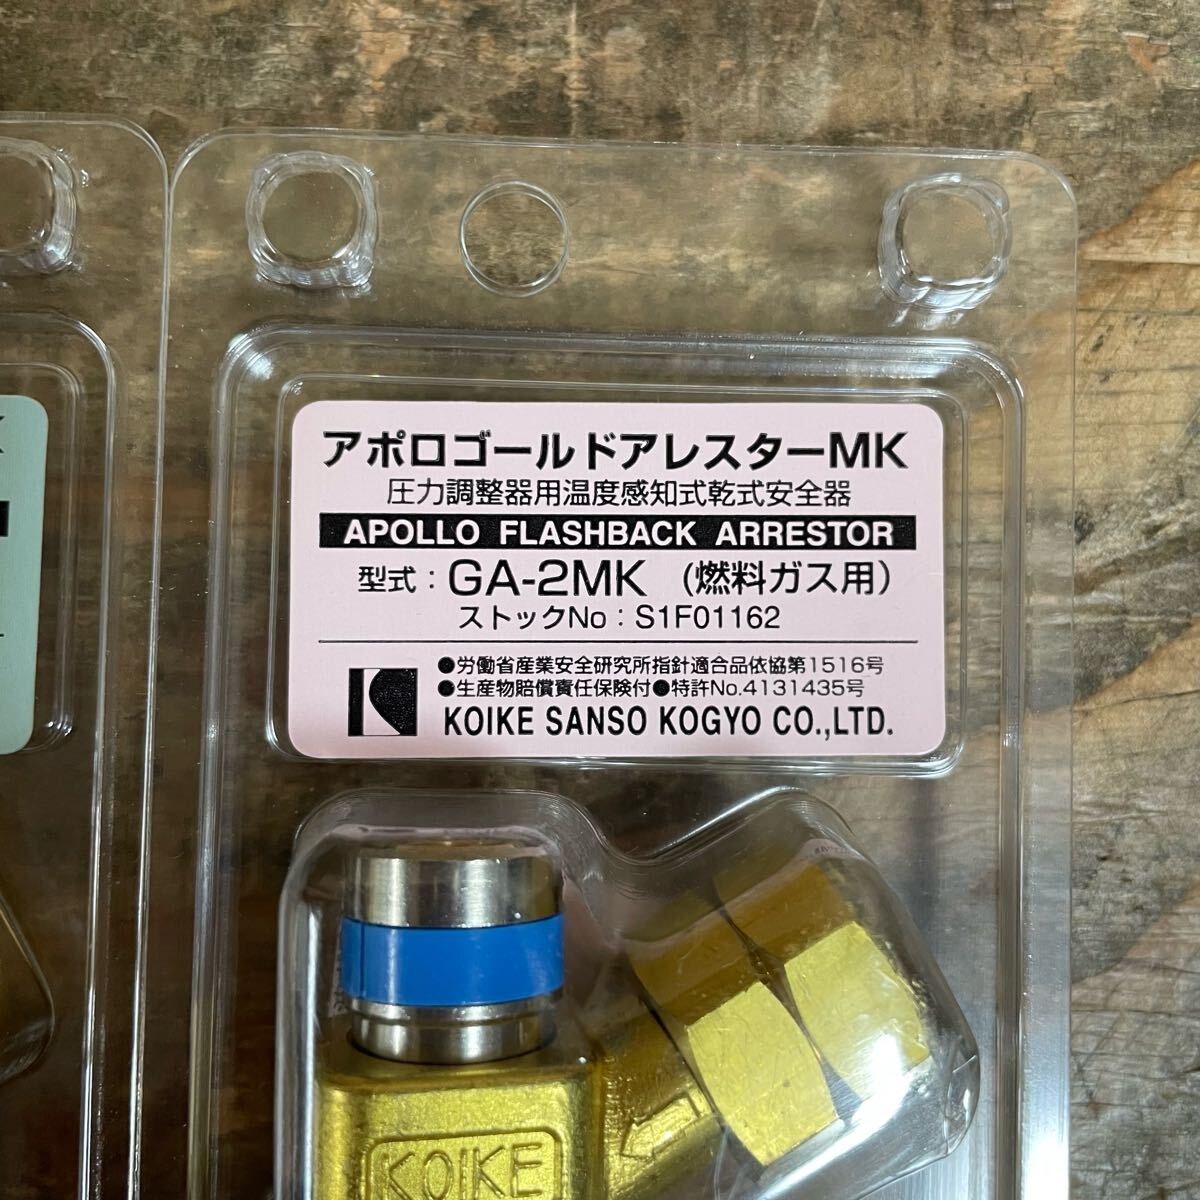 アポロゴールドアレスターMK
圧力調整器用温度感知式乾式安全器
APOLLO FLASHBACK ARRESTOR
型式：GA-2MK （燃料ガス用）
ストックNo：S1F01162
●労働省産業安全研究所指針適合品依協第1516号
●生産物賠償責任保険付●特許No.4131435号
KOIKE SANSO KOGYO CO.,LTD.
KOIKE